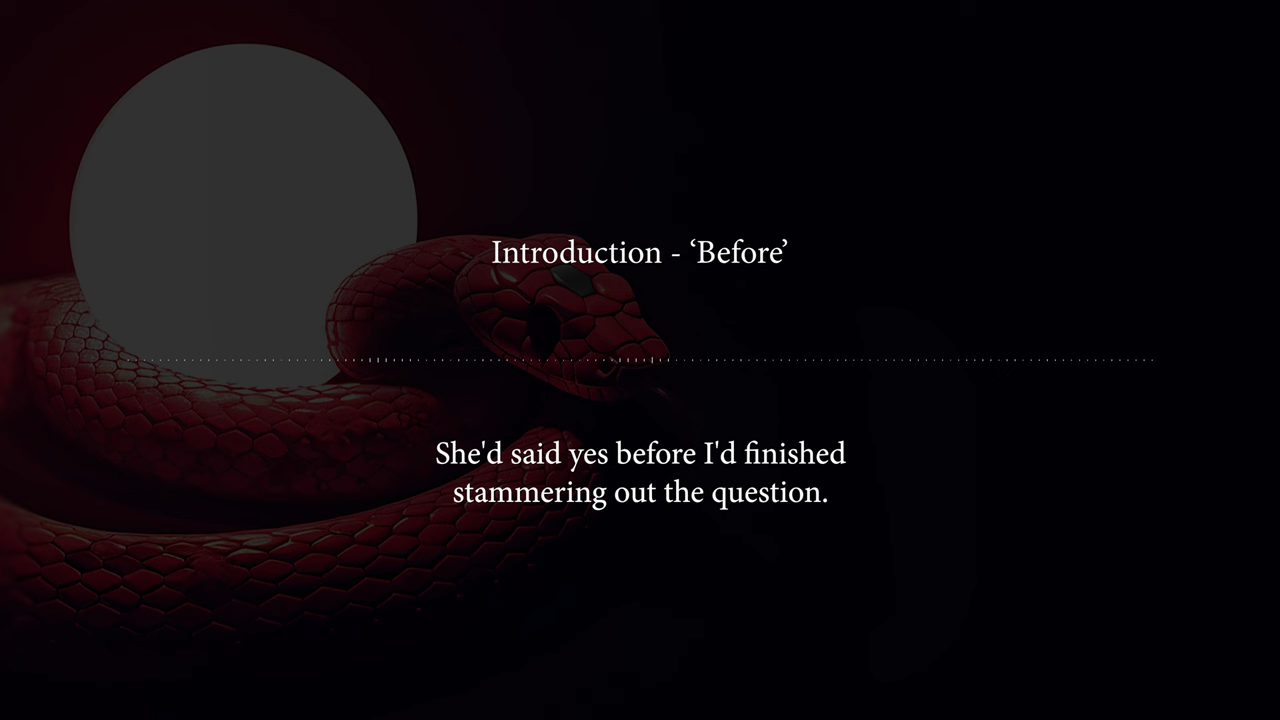 Introduction - ‘Before’
She'd said yes before I'd finished
stammering out the question.